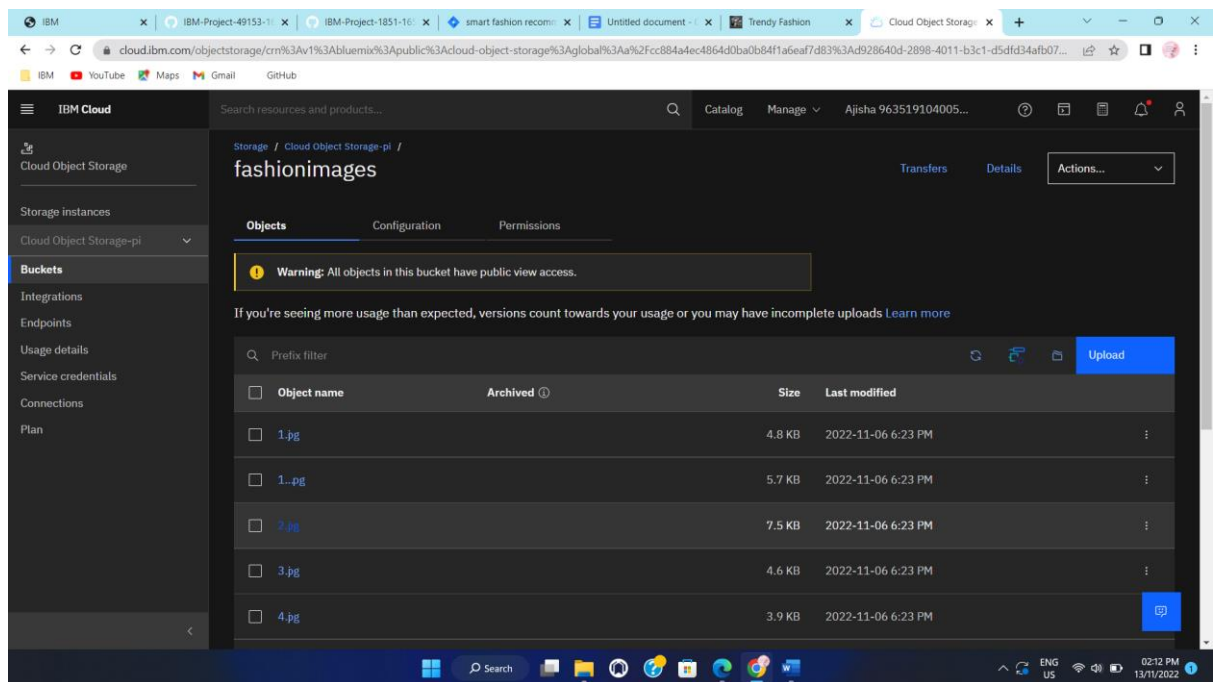 IBM
IBM-Project-49153-1
IBM-Project-1851-16
smart fashion recomn
Untitled document -
Trendy Fashion
Cloud Object Storage
cloud.ibm.com/objectstorage/crn%3Av1%3Abluemix%3Apublic%3Acloud-object-storage%3Aglobal%3Aa%2Fcc884a4ec4864d0ba0b84f1a6eaf7d83%3Ad928640d-2898-4011-b3c1-d5dfd34afb07...
IBM YouTube Maps Gmail GitHub
IBM Cloud
Search resources and products...
Catalog Manage Ajisha 963519104005...
Cloud Object Storage
Storage instances
Cloud Object Storage-pi
Buckets
Integrations
Endpoints
Usage details
Service credentials
Connections
Plan
Storage / Cloud Object Storage-pi /
fashionimages
Transfers Details Actions...
Objects Configuration Permissions
Warning: All objects in this bucket have public view access.
If you're seeing more usage than expected, versions count towards your usage or you may have incomplete uploads Learn more
Prefix filter Upload
Object name Archived Size Last modified
1.jpg 4.8 KB 2022-11-06 6:23 PM
1...pg 5.7 KB 2022-11-06 6:23 PM
2.jpg 7.5 KB 2022-11-06 6:23 PM
3.jpg 4.6 KB 2022-11-06 6:23 PM
4.jpg 3.9 KB 2022-11-06 6:23 PM
Search
ENG
US
02:12 PM
13/11/2022
1